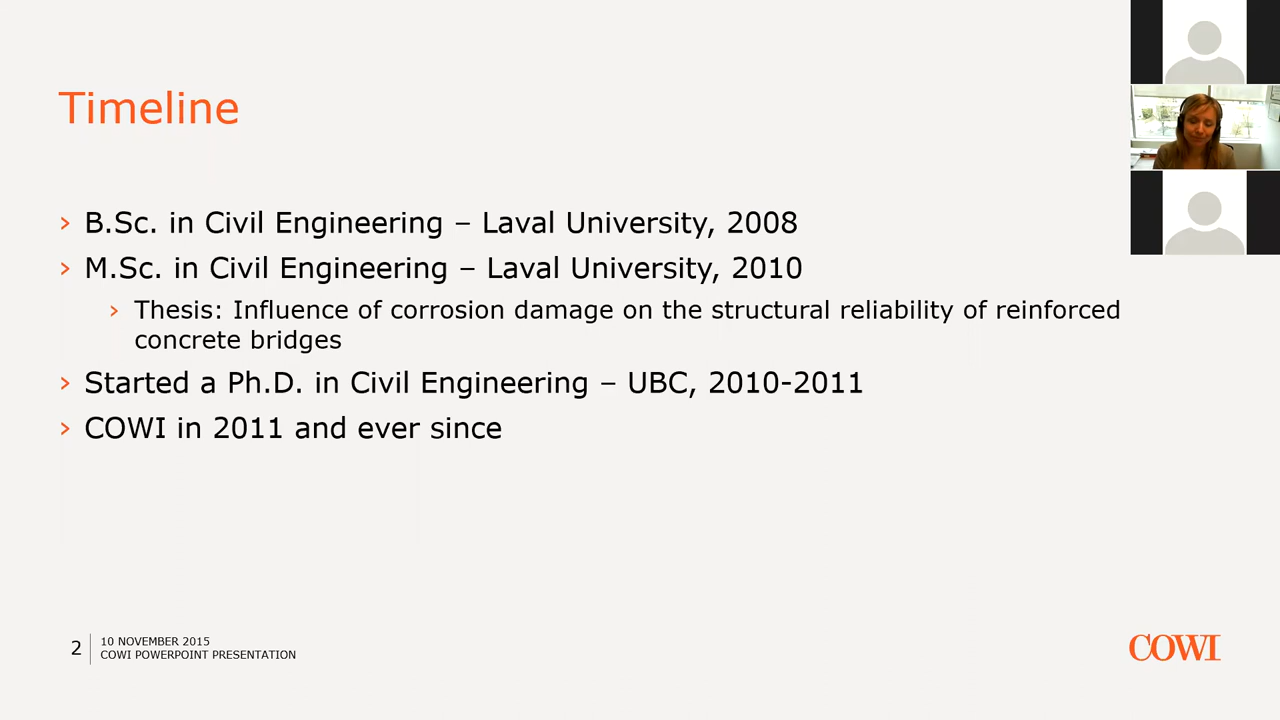 Timeline
› B.Sc. in Civil Engineering – Laval University, 2008
› M.Sc. in Civil Engineering – Laval University, 2010
› Thesis: Influence of corrosion damage on the structural reliability of reinforced
concrete bridges
› Started a Ph.D. in Civil Engineering – UBC, 2010-2011
› COWI in 2011 and ever since
2
10 NOVEMBER 2015
COWI POWERPOINT PRESENTATION
COWI